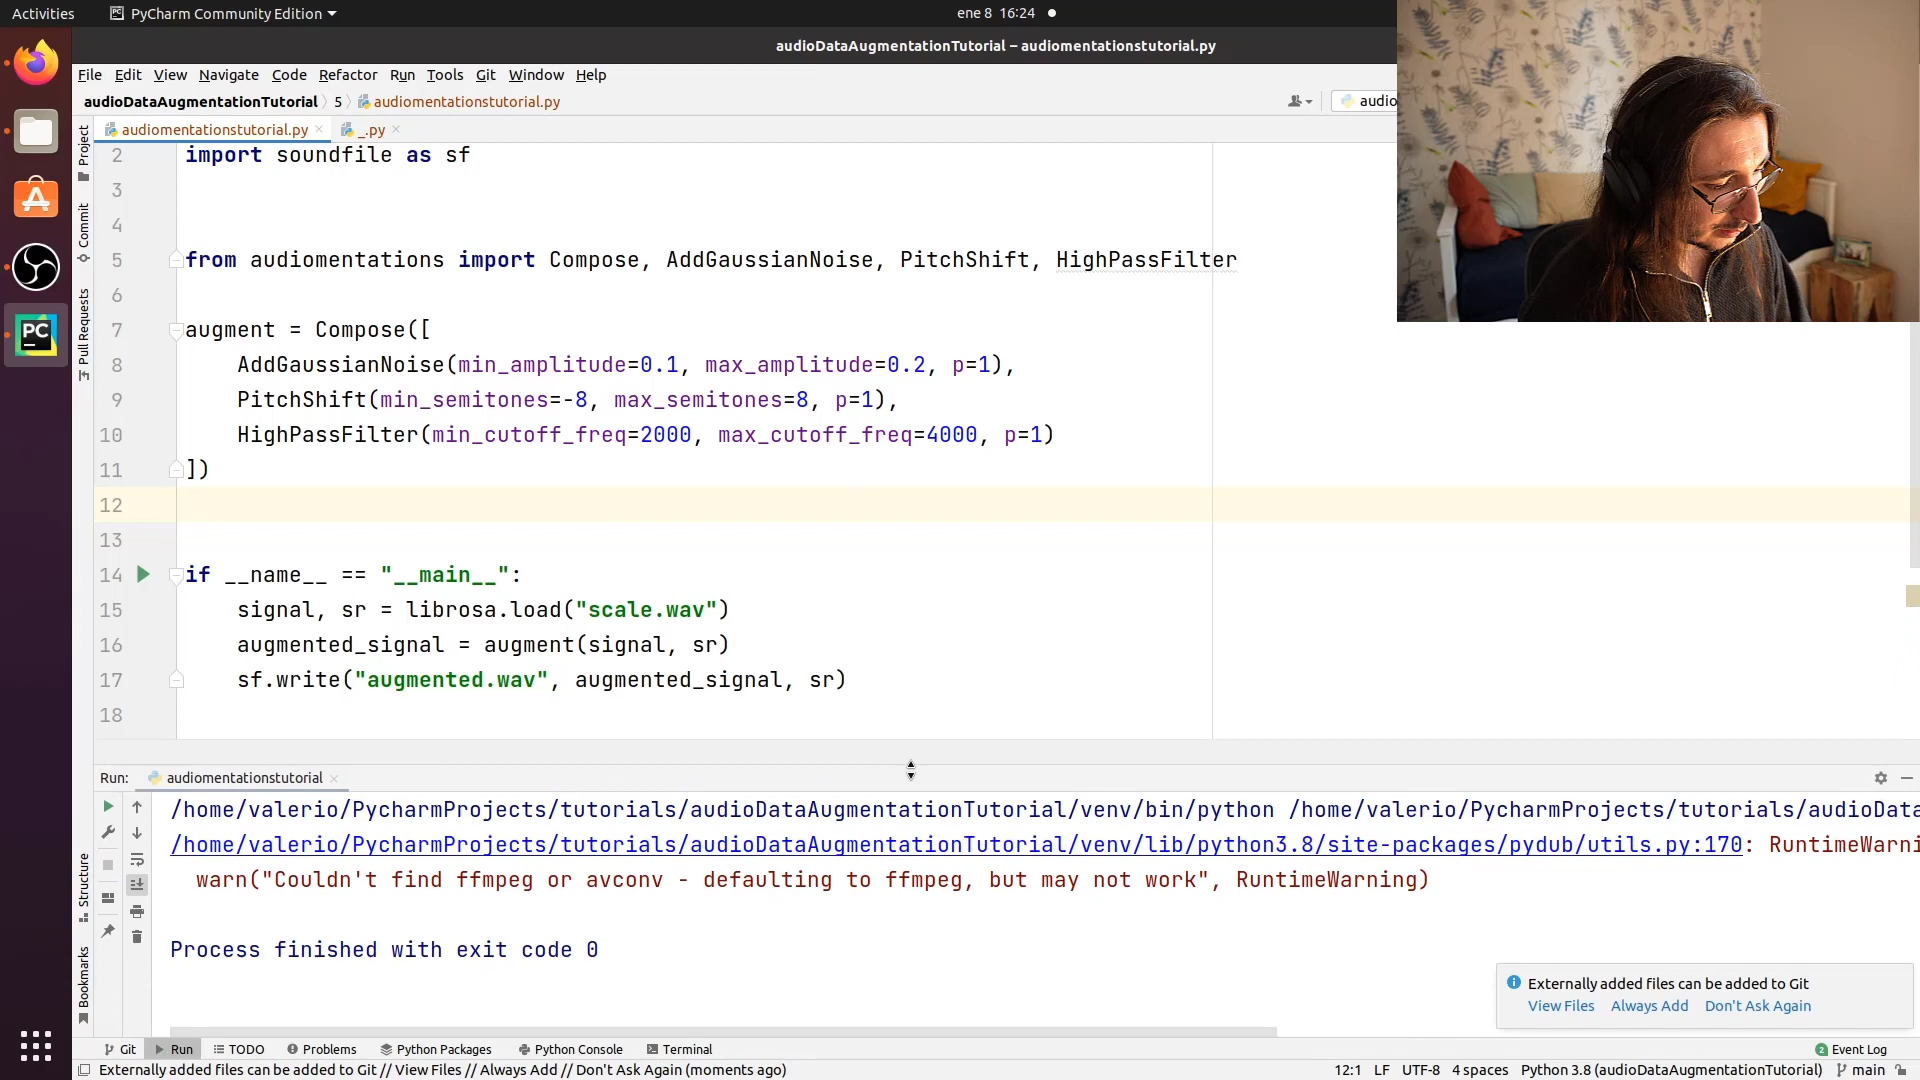 Activities
PyCharm Community Edition
ene 8 16:24
audioDataAugmentationTutorial – audiomentationstutorial.py
File Edit View Navigate Code Refactor Run Tools Git Window Help
audioDataAugmentationTutorial 5 audiomentationstutorial.py
audio
audiomentationstutorial.py
_.py
Project
Commit
Pull Requests
2 import soundfile as sf
3
4
5 from audiomentations import Compose, AddGaussianNoise, PitchShift, HighPassFilter
6
7 augment = Compose([
8 AddGaussianNoise(min_amplitude=0.1, max_amplitude=0.2, p=1),
9 PitchShift(min_semitones=-8, max_semitones=8, p=1),
10 HighPassFilter(min_cutoff_freq=2000, max_cutoff_freq=4000, p=1)
11 ])
12
13
14 if __name__ == "__main__":
15 signal, sr = librosa.load("scale.wav")
16 augmented_signal = augment(signal, sr)
17 sf.write("augmented.wav", augmented_signal, sr)
18
Run: audiomentationstutorial
Structure
Bookmarks
/home/valerio/PycharmProjects/tutorials/audioDataAugmentationTutorial/venv/bin/python /home/valerio/PycharmProjects/tutorials/audioData
/home/valerio/PycharmProjects/tutorials/audioDataAugmentationTutorial/venv/lib/python3.8/site-packages/pydub/utils.py:170: RuntimeWarni
warn("Couldn't find ffmpeg or avconv - defaulting to ffmpeg, but may not work", RuntimeWarning)
Process finished with exit code 0
Externally added files can be added to Git
View Files Always Add Don't Ask Again
Git Run TODO Problems Python Packages Python Console Terminal
2 Event Log
Externally added files can be added to Git // View Files // Always Add // Don't Ask Again (moments ago)
12:1 LF UTF-8 4 spaces Python 3.8 (audioDataAugmentationTutorial) main